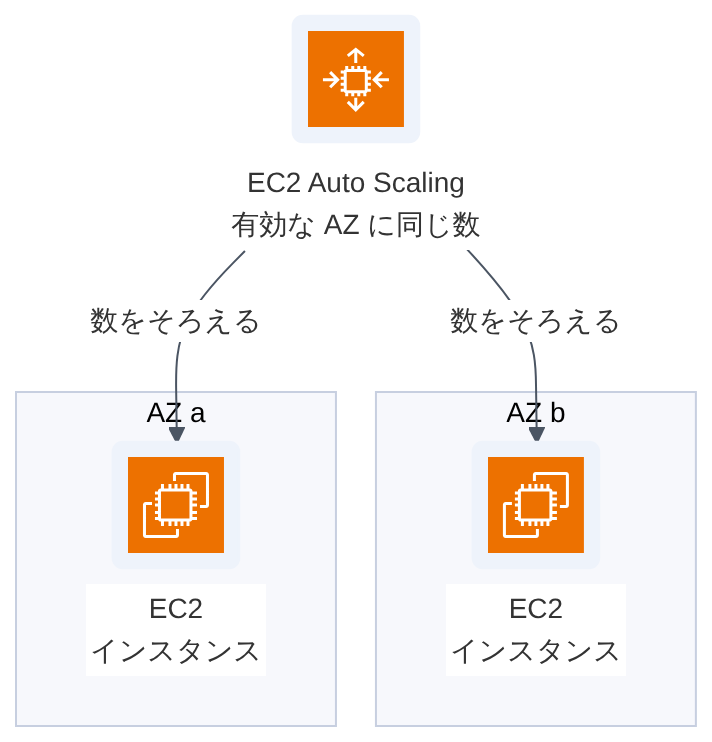 EC2 Auto Scaling
有効な AZ に同じ数
数をそろえる
数をそろえる
AZ a
AZ b
EC2
インスタンス
EC2
インスタンス